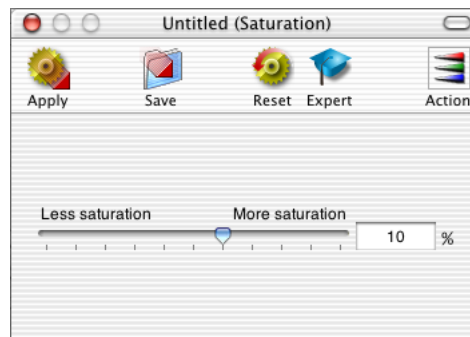 Untitled (Saturation)
Apply Save Reset Expert Action
Less saturation More saturation
10 %